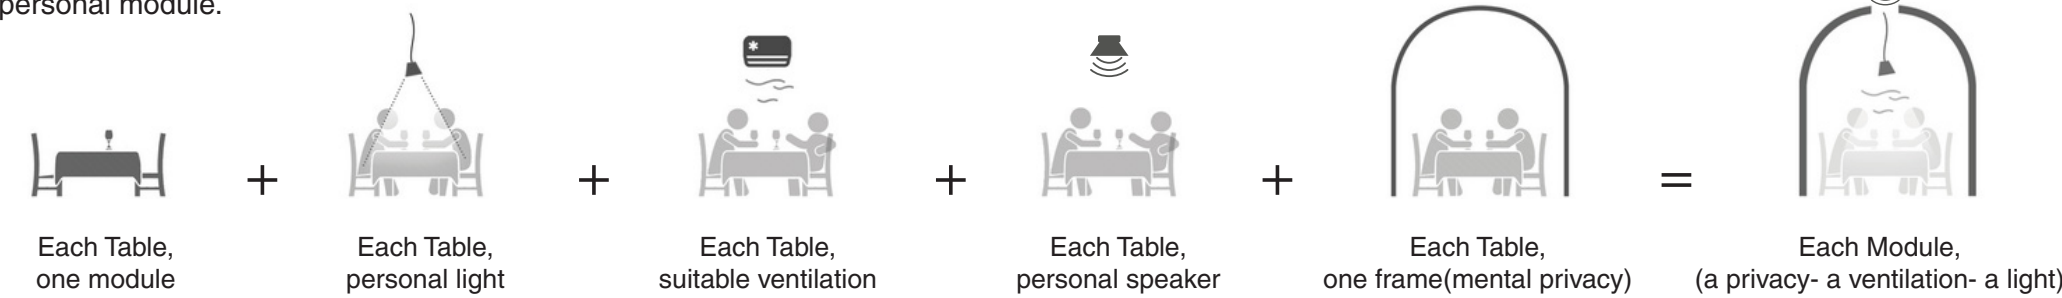 personal module.
+ + + + =
Each Table,
one module
Each Table,
personal light
Each Table,
suitable ventilation
Each Table,
personal speaker
Each Table,
one frame(mental privacy)
Each Module,
(a privacy- a ventilation- a light)